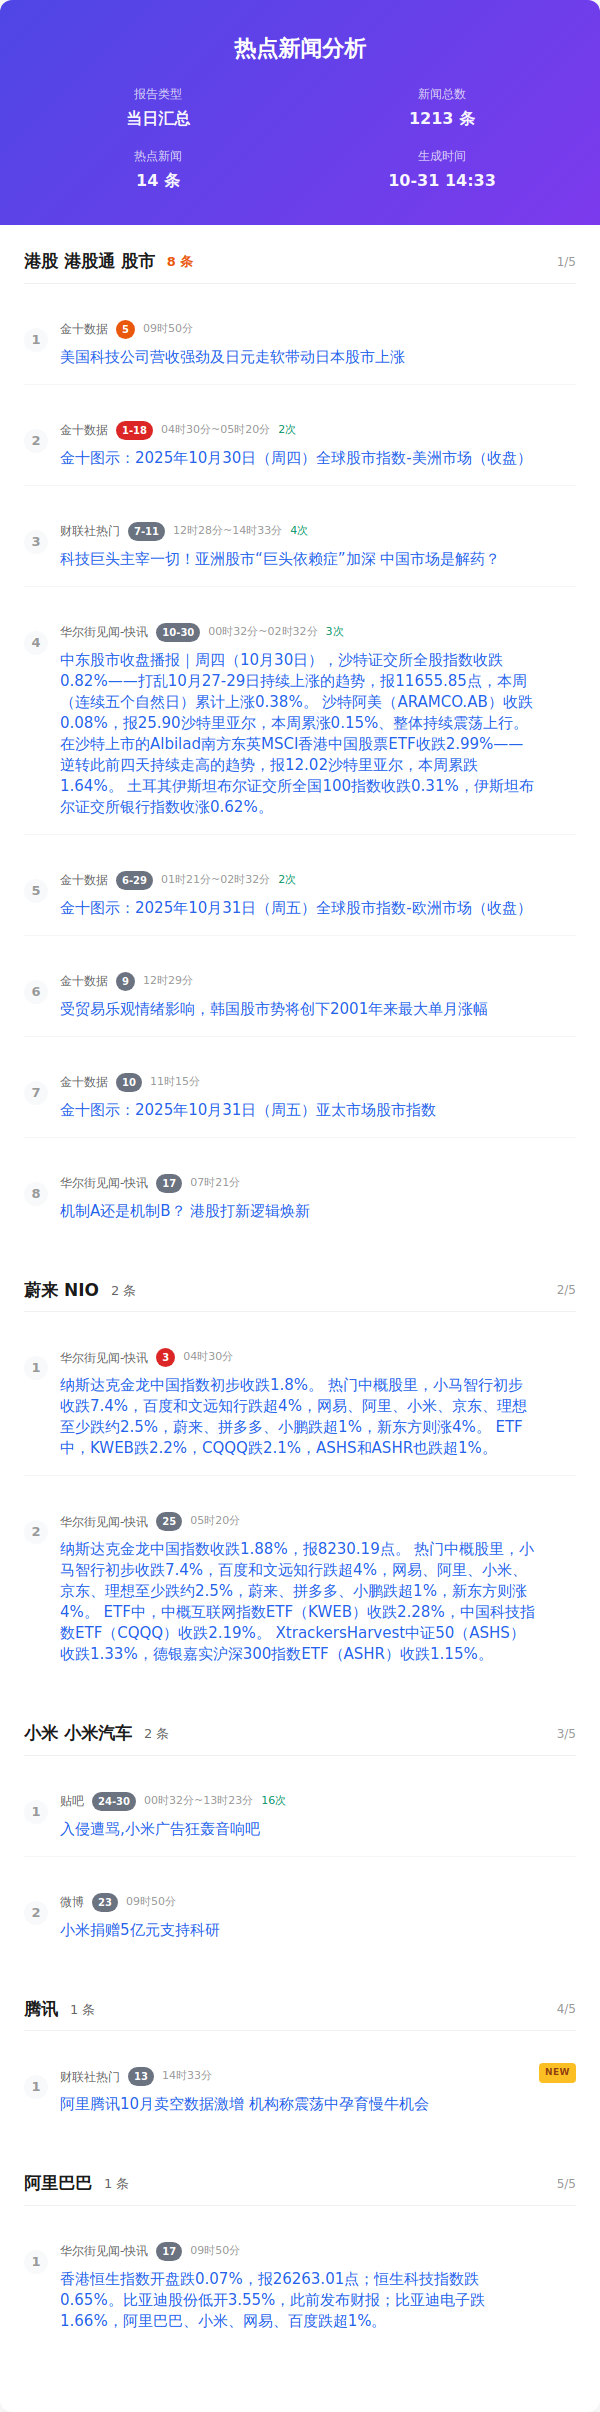 热点新闻分析
报告类型
当日汇总
新闻总数
1213 条
热点新闻
14 条
生成时间
10-31 14:33
港股 港股通 股市 8 条 1/5
1
金十数据 5 09时50分
美国科技公司营收强劲及日元走软带动日本股市上涨
2
金十数据 1-18 04时30分~05时20分 2次
金十图示：2025年10月30日（周四）全球股市指数-美洲市场（收盘）
3
财联社热门 7-11 12时28分~14时33分 4次
科技巨头主宰一切！亚洲股市“巨头依赖症”加深 中国市场是解药？
4
华尔街见闻-快讯 10-30 00时32分~02时32分 3次
中东股市收盘播报｜周四（10月30日），沙特证交所全股指数收跌
0.82%——打乱10月27-29日持续上涨的趋势，报11655.85点，本周
（连续五个自然日）累计上涨0.38%。 沙特阿美（ARAMCO.AB）收跌
0.08%，报25.90沙特里亚尔，本周累涨0.15%、整体持续震荡上行。
在沙特上市的Albilad南方东英MSCI香港中国股票ETF收跌2.99%——
逆转此前四天持续走高的趋势，报12.02沙特里亚尔，本周累跌
1.64%。 土耳其伊斯坦布尔证交所全国100指数收跌0.31%，伊斯坦布
尔证交所银行指数收涨0.62%。
5
金十数据 6-29 01时21分~02时32分 2次
金十图示：2025年10月31日（周五）全球股市指数-欧洲市场（收盘）
6
金十数据 9 12时29分
受贸易乐观情绪影响，韩国股市势将创下2001年来最大单月涨幅
7
金十数据 10 11时15分
金十图示：2025年10月31日（周五）亚太市场股市指数
8
华尔街见闻-快讯 17 07时21分
机制A还是机制B？ 港股打新逻辑焕新
蔚来 NIO 2 条 2/5
1
华尔街见闻-快讯 3 04时30分
纳斯达克金龙中国指数初步收跌1.8%。 热门中概股里，小马智行初步
收跌7.4%，百度和文远知行跌超4%，网易、阿里、小米、京东、理想
至少跌约2.5%，蔚来、拼多多、小鹏跌超1%，新东方则涨4%。 ETF
中，KWEB跌2.2%，CQQQ跌2.1%，ASHS和ASHR也跌超1%。
2
华尔街见闻-快讯 25 05时20分
纳斯达克金龙中国指数收跌1.88%，报8230.19点。 热门中概股里，小
马智行初步收跌7.4%，百度和文远知行跌超4%，网易、阿里、小米、
京东、理想至少跌约2.5%，蔚来、拼多多、小鹏跌超1%，新东方则涨
4%。 ETF中，中概互联网指数ETF（KWEB）收跌2.28%，中国科技指
数ETF（CQQQ）收跌2.19%。 XtrackersHarvest中证50（ASHS）
收跌1.33%，德银嘉实沪深300指数ETF（ASHR）收跌1.15%。
小米 小米汽车 2 条 3/5
1
贴吧 24-30 00时32分~13时23分 16次
入侵遭骂,小米广告狂轰音响吧
2
微博 23 09时50分
小米捐赠5亿元支持科研
腾讯 1 条 4/5
1
财联社热门 13 14时33分 NEW
阿里腾讯10月卖空数据激增 机构称震荡中孕育慢牛机会
阿里巴巴 1 条 5/5
1
华尔街见闻-快讯 17 09时50分
香港恒生指数开盘跌0.07%，报26263.01点；恒生科技指数跌
0.65%。比亚迪股份低开3.55%，此前发布财报；比亚迪电子跌
1.66%，阿里巴巴、小米、网易、百度跌超1%。